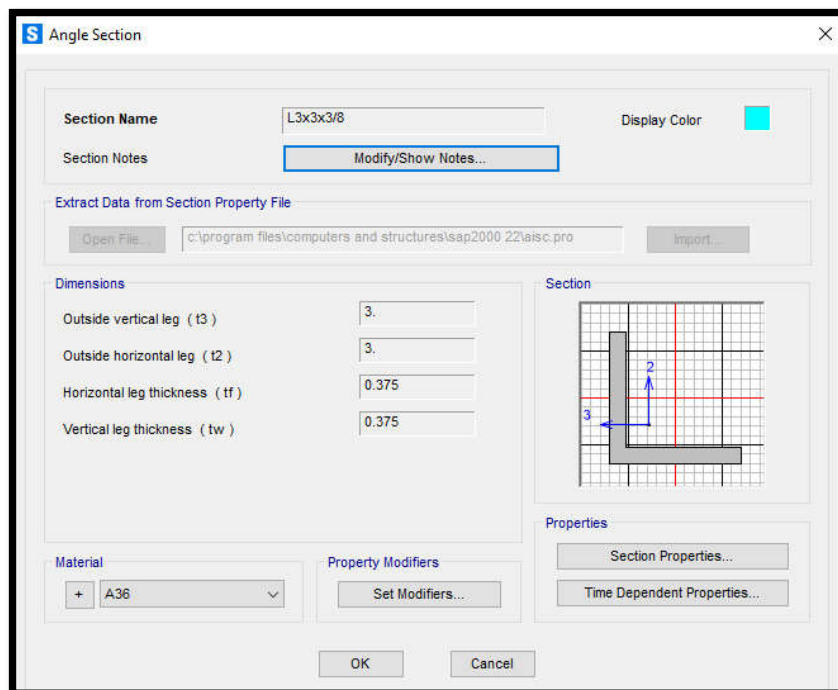 S Angle Section
Section Name L3x3x3/8 Display Color
Section Notes Modify/Show Notes...
Extract Data from Section Property File
Open File... c:\program files\computers and structures\sap2000 22\aisc.pro Import...
Dimensions
Outside vertical leg ( t3 ) 3.
Outside horizontal leg ( t2 ) 3.
Horizontal leg thickness ( tf ) 0.375
Vertical leg thickness ( tw ) 0.375
Section
2
3
Properties
Section Properties...
Time Dependent Properties...
Material
+ A36
Property Modifiers
Set Modifiers...
OK Cancel